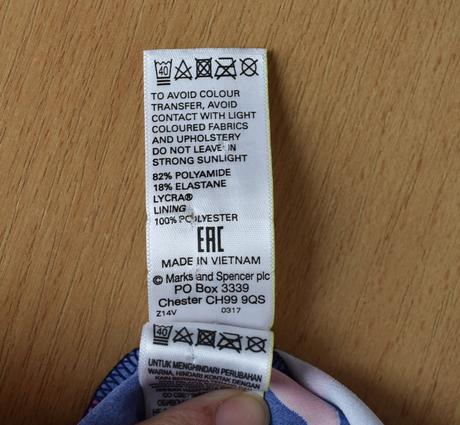 40
TO AVOID COLOUR
TRANSFER, AVOID
CONTACT WITH LIGHT
COLOURED FABRICS
AND UPHOLSTERY
DO NOT LEAVE IN
STRONG SUNLIGHT
82% POLYAMIDE
18% ELASTANE
LYCRA®
LINING
100% POLYESTER
EAC
MADE IN VIETNAM
© Marks and Spencer plc
PO Box 3339
Chester CH99 9QS
Z14V 0317
40
UNTUK MENGHINDARI PERUBAHAN
WARNA, HINDARI KONTAK DENGAN